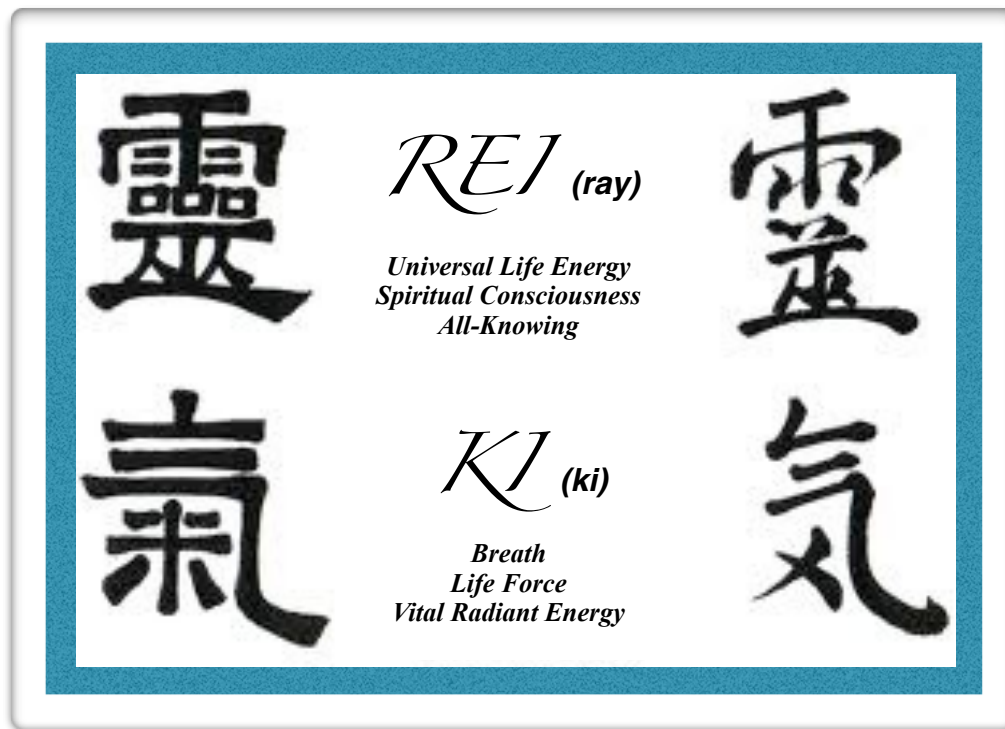 靈
REI (ray)
霊
Universal Life Energy
Spiritual Consciousness
All-Knowing
氣
KI (ki)
気
Breath
Life Force
Vital Radiant Energy